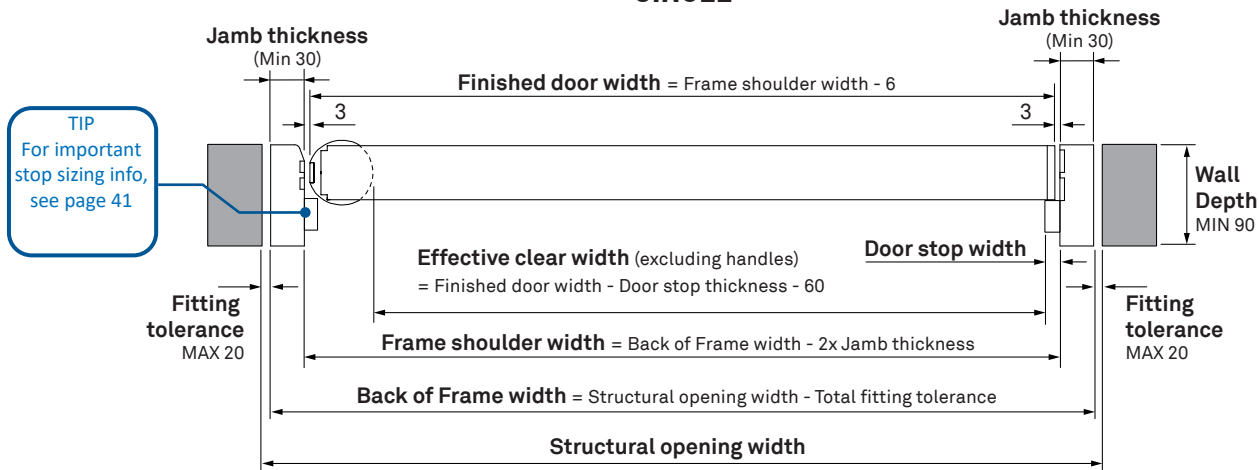 Jamb thickness
(Min 30)
Jamb thickness
(Min 30)
Finished door width = Frame shoulder width - 6
3
3
TIP
For important
stop sizing info,
see page 41
Wall
Depth
MIN 90
Effective clear width (excluding handles)
= Finished door width - Door stop thickness - 60
Door stop width
Fitting
tolerance
MAX 20
Fitting
tolerance
MAX 20
Frame shoulder width = Back of Frame width - 2x Jamb thickness
Back of Frame width = Structural opening width - Total fitting tolerance
Structural opening width